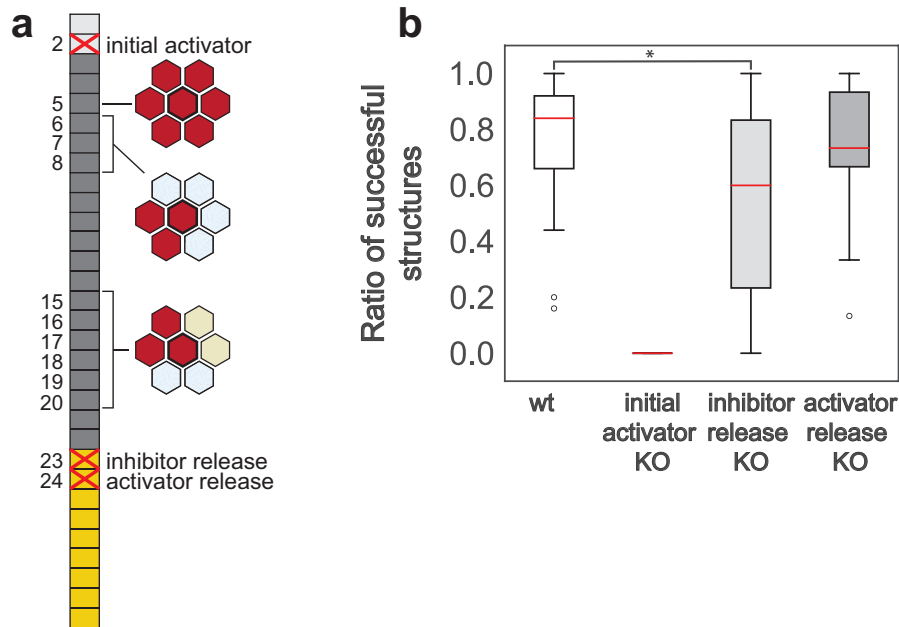 a
2 initial activator
5
6
7
8
15
16
17
18
19
20
23 inhibitor release
24 activator release
b
Ratio of successful
structures
*
1.0
0.8
0.6
0.4
0.2
0.0
wt
initial
activator
KO
inhibitor
release
KO
activator
release
KO